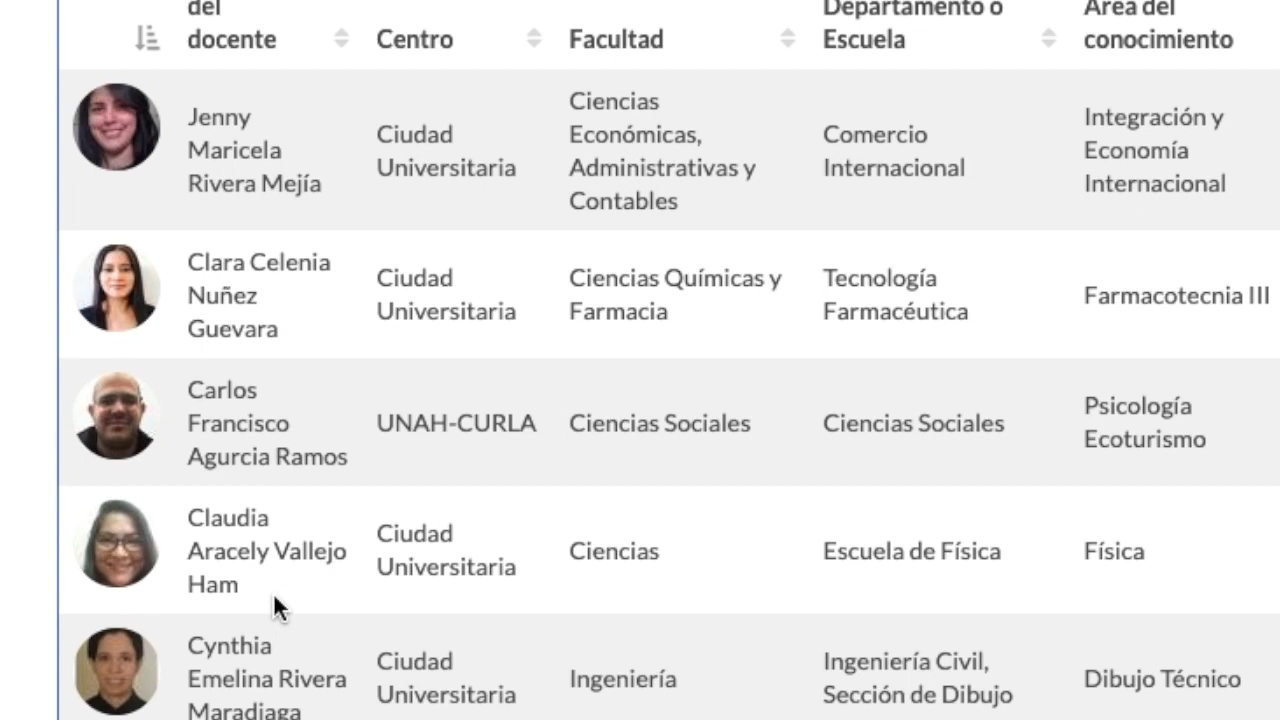 del
docente
Centro
Facultad
Departamento o
Escuela
Área del
conocimiento
Jenny
Maricela
Rivera Mejía
Ciudad
Universitaria
Ciencias
Económicas,
Administrativas y
Contables
Comercio
Internacional
Integración y
Economía
Internacional
Clara Celenia
Nuñez
Guevara
Ciudad
Universitaria
Ciencias Químicas y
Farmacia
Tecnología
Farmacéutica
Farmacotecnia III
Carlos
Francisco
Agurcia Ramos
UNAH-CURLA
Ciencias Sociales
Ciencias Sociales
Psicología
Ecoturismo
Claudia
Aracely Vallejo
Ham
Ciudad
Universitaria
Ciencias
Escuela de Física
Física
Cynthia
Emelina Rivera
Maradiaga
Ciudad
Universitaria
Ingeniería
Ingeniería Civil,
Sección de Dibujo
Dibujo Técnico